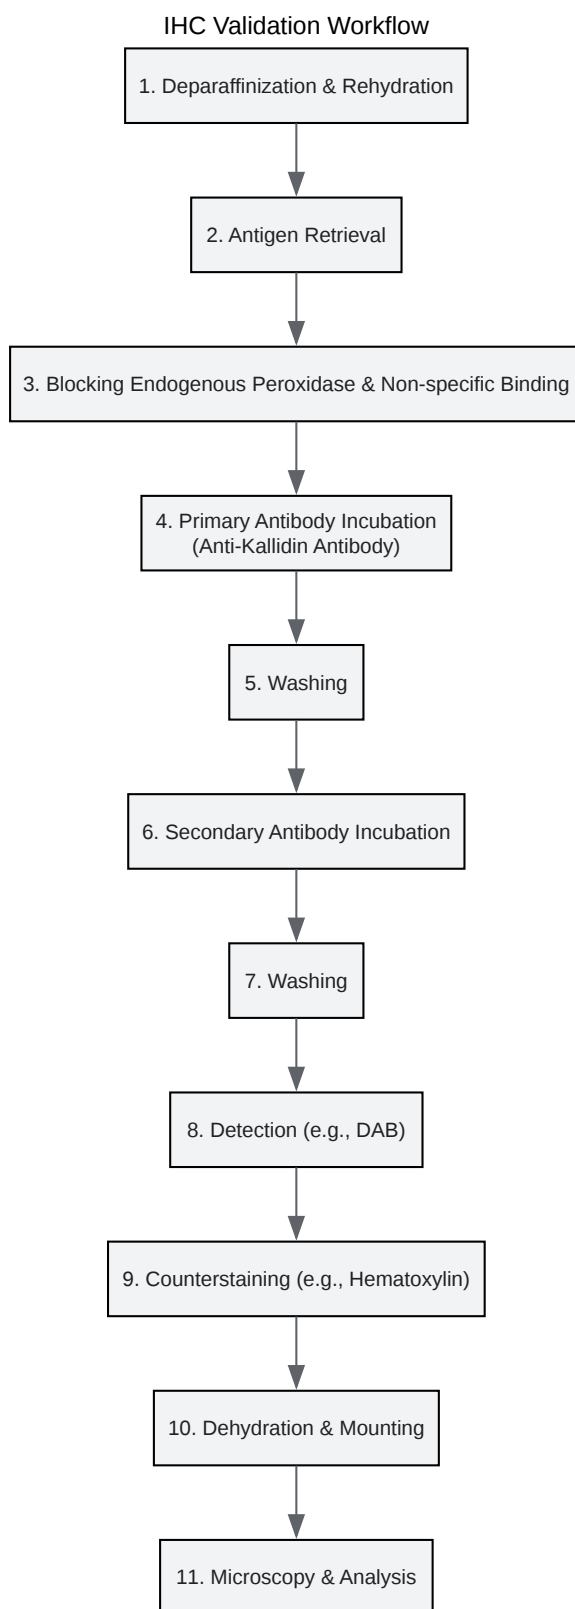 IHC Validation Workflow
1. Deparaffinization & Rehydration
2. Antigen Retrieval
3. Blocking Endogenous Peroxidase & Non-specific Binding
4. Primary Antibody Incubation
(Anti-Kallidin Antibody)
5. Washing
6. Secondary Antibody Incubation
7. Washing
8. Detection (e.g., DAB)
9. Counterstaining (e.g., Hematoxylin)
10. Dehydration & Mounting
11. Microscopy & Analysis